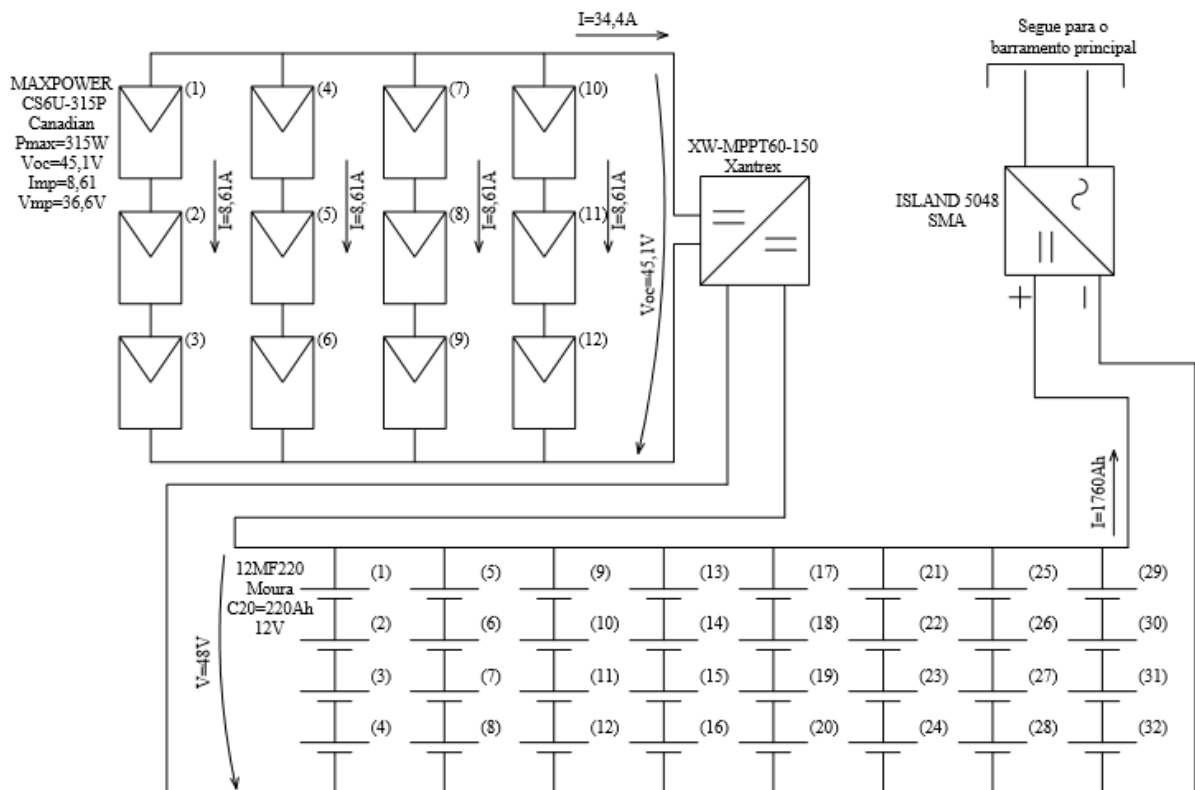 I=34,4A
Segue para o
barramento principal
MAXPOWER
CS6U-315P
Canadian
Pmax=315W
Voc=45,1V
Imp=8,61
Vmp=36,6V
(1)
(4)
(7)
(10)
XW-MPPT60-150
Xantrex
I=8,61A
I=8,61A
I=8,61A
I=8,61A
ISLAND 5048
SMA
(2)
(5)
(8)
(11)
Voc=45,1V
(3)
(6)
(9)
(12)
I=1760Ah
12MF220
Moura
C20=220Ah
12V
V=48V
(1)
(5)
(9)
(13)
(17)
(21)
(25)
(29)
(2)
(6)
(10)
(14)
(18)
(22)
(26)
(30)
(3)
(7)
(11)
(15)
(19)
(23)
(27)
(31)
(4)
(8)
(12)
(16)
(20)
(24)
(28)
(32)